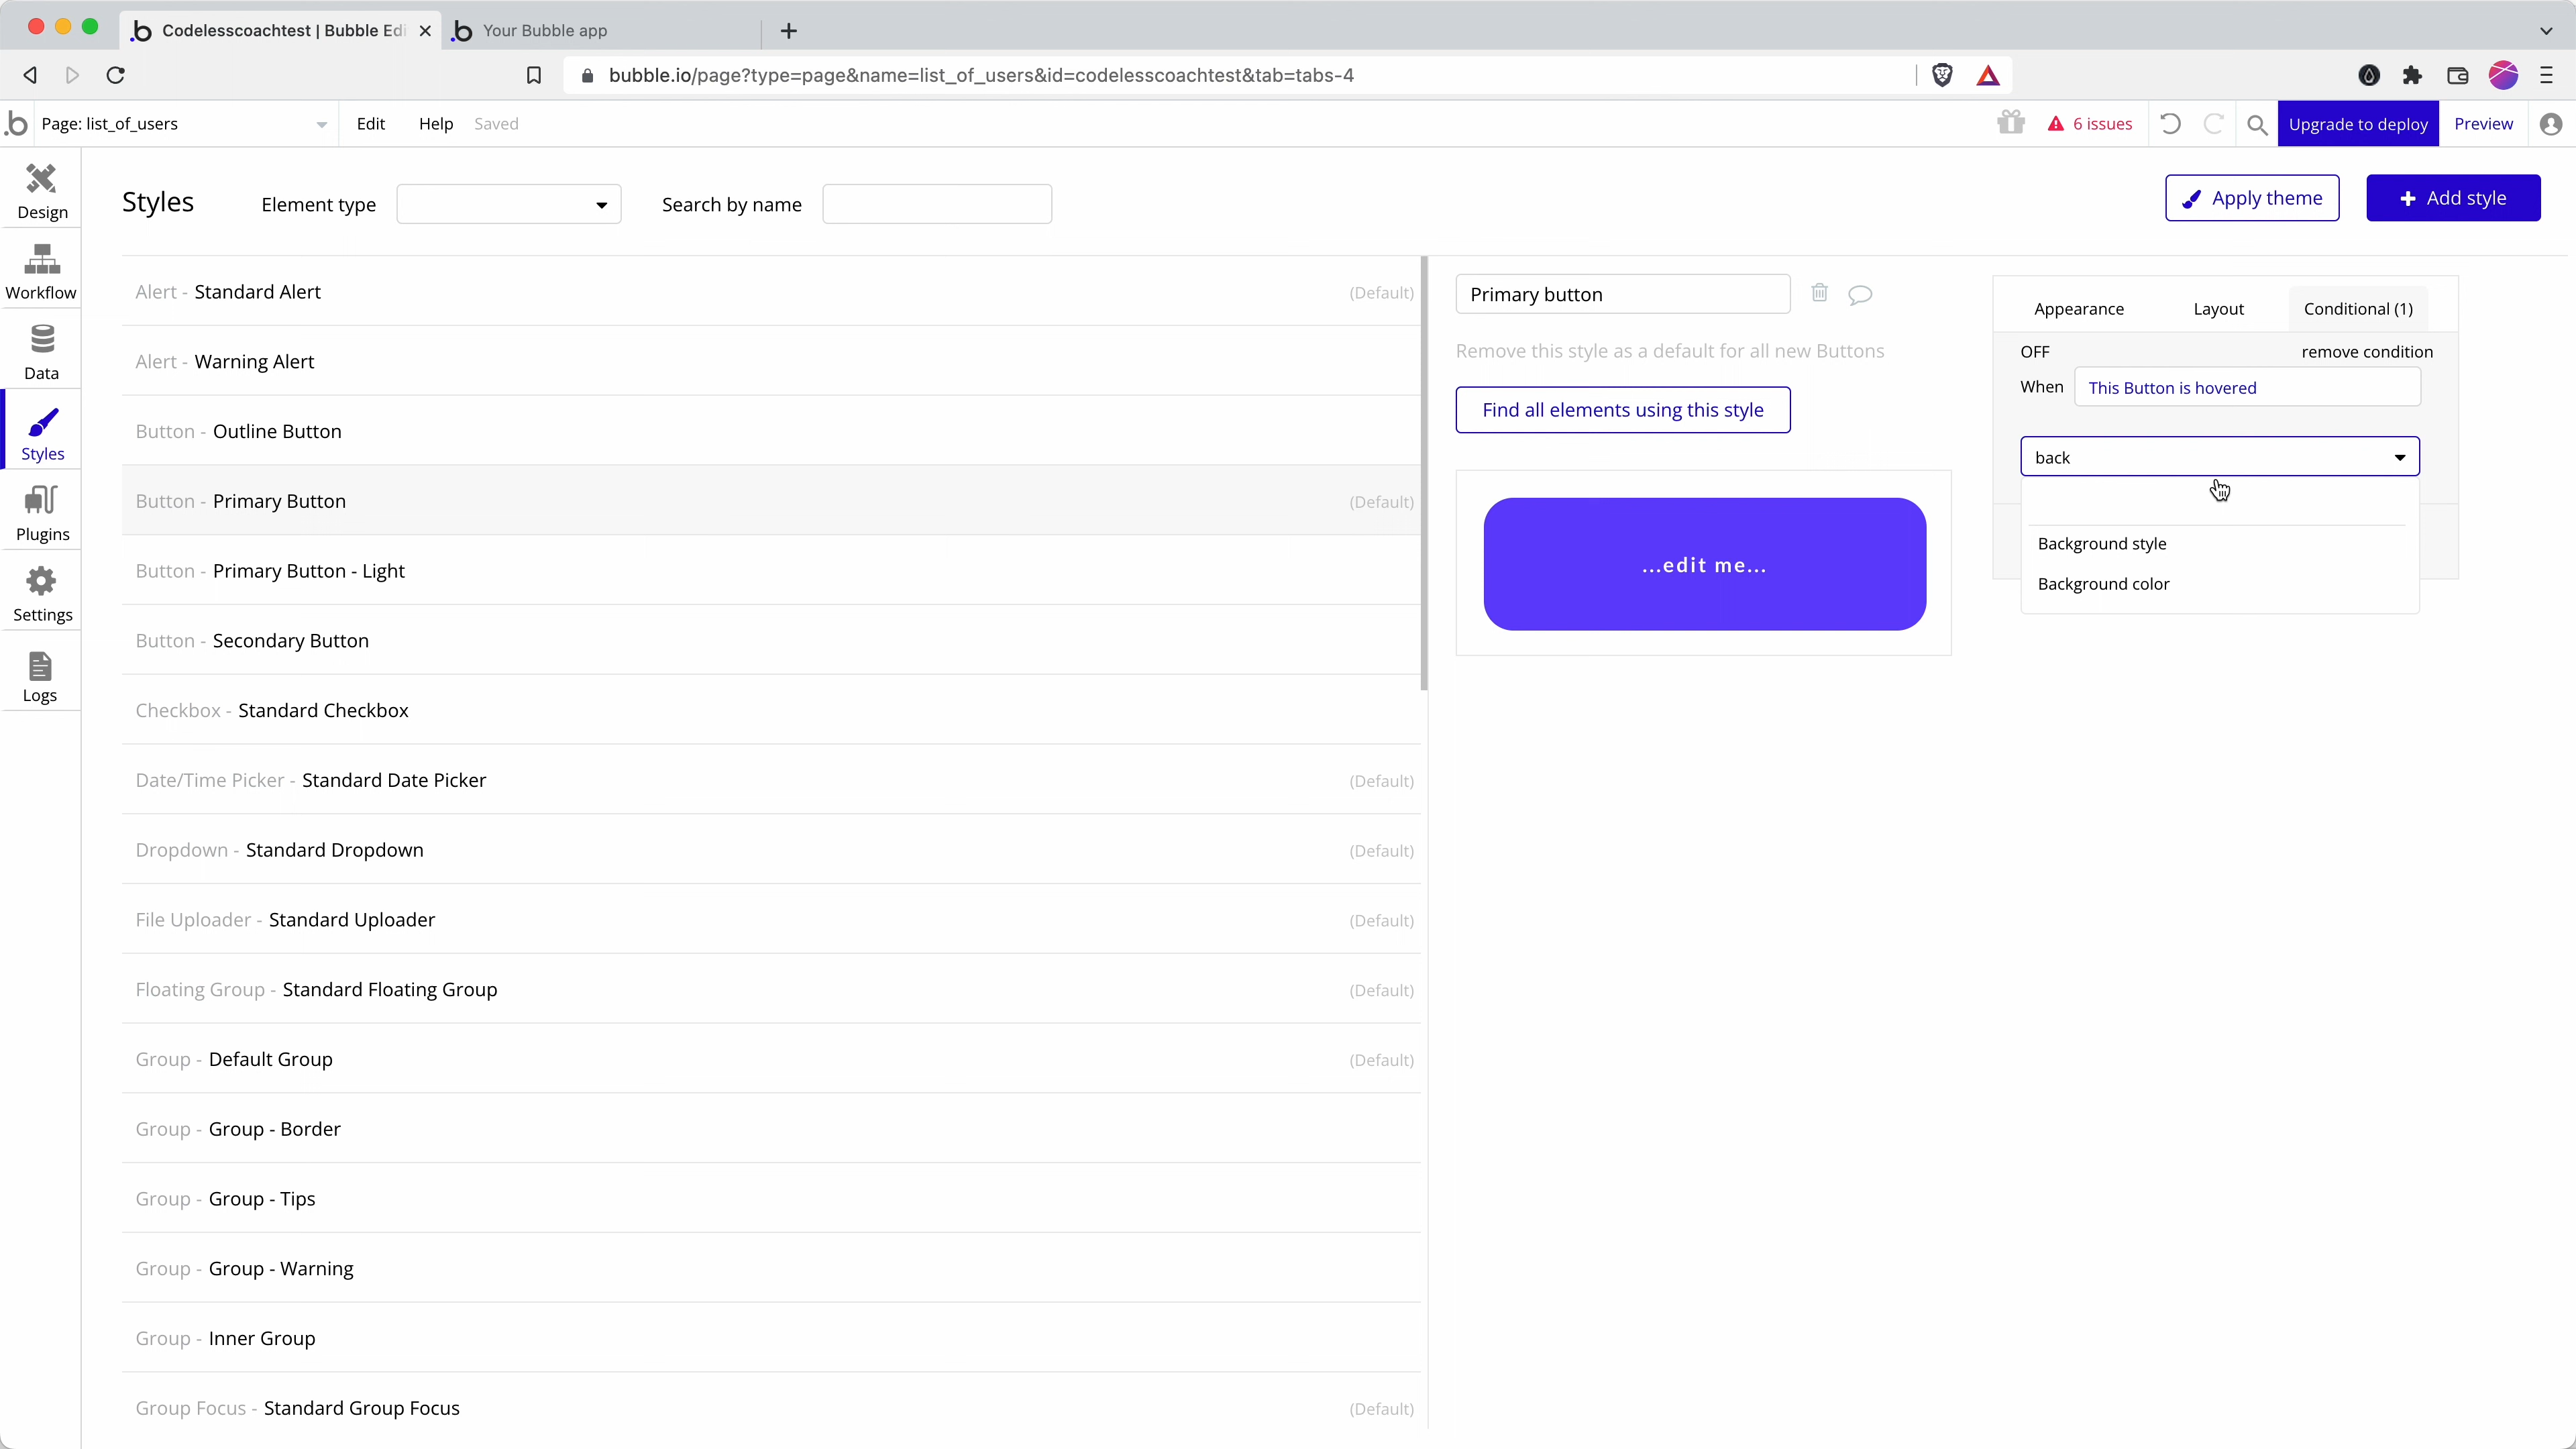 Codelesscoachtest | Bubble Edi
Your Bubble app
bubble.io/page?type=page&name=list_of_users&id=codelesscoachtest&tab=tabs-4
Page: list_of_users
Edit
Help
Saved
6 issues
Upgrade to deploy
Preview
Design
Workflow
Data
Styles
Plugins
Settings
Logs
Styles
Element type
Search by name
Apply theme
Add style
Alert - Standard Alert (Default)
Alert - Warning Alert
Button - Outline Button
Button - Primary Button (Default)
Button - Primary Button - Light
Button - Secondary Button
Checkbox - Standard Checkbox
Date/Time Picker - Standard Date Picker (Default)
Dropdown - Standard Dropdown (Default)
File Uploader - Standard Uploader (Default)
Floating Group - Standard Floating Group (Default)
Group - Default Group (Default)
Group - Group - Border
Group - Group - Tips
Group - Group - Warning
Group - Inner Group
Group Focus - Standard Group Focus (Default)
Primary button
Remove this style as a default for all new Buttons
Find all elements using this style
...edit me...
Appearance
Layout
Conditional (1)
OFF
remove condition
When
This Button is hovered
back
Background style
Background color